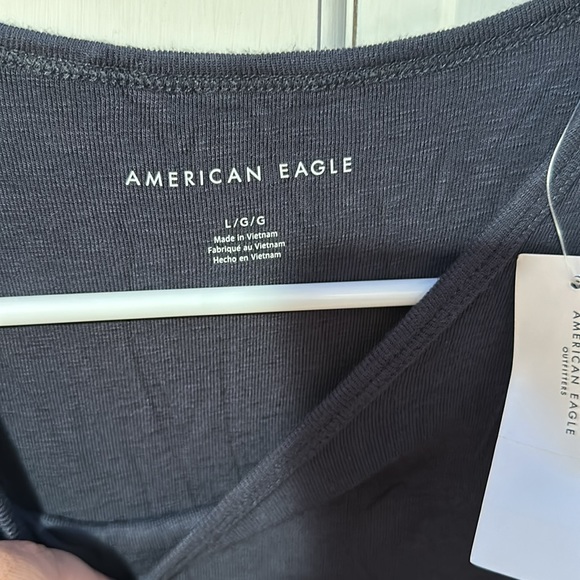 AMERICAN EAGLE
L/G/G
Made in Vietnam
Fabriqué au Vietnam
Hecho en Vietnam
AMERICAN EAGLE
OUTFITTERS